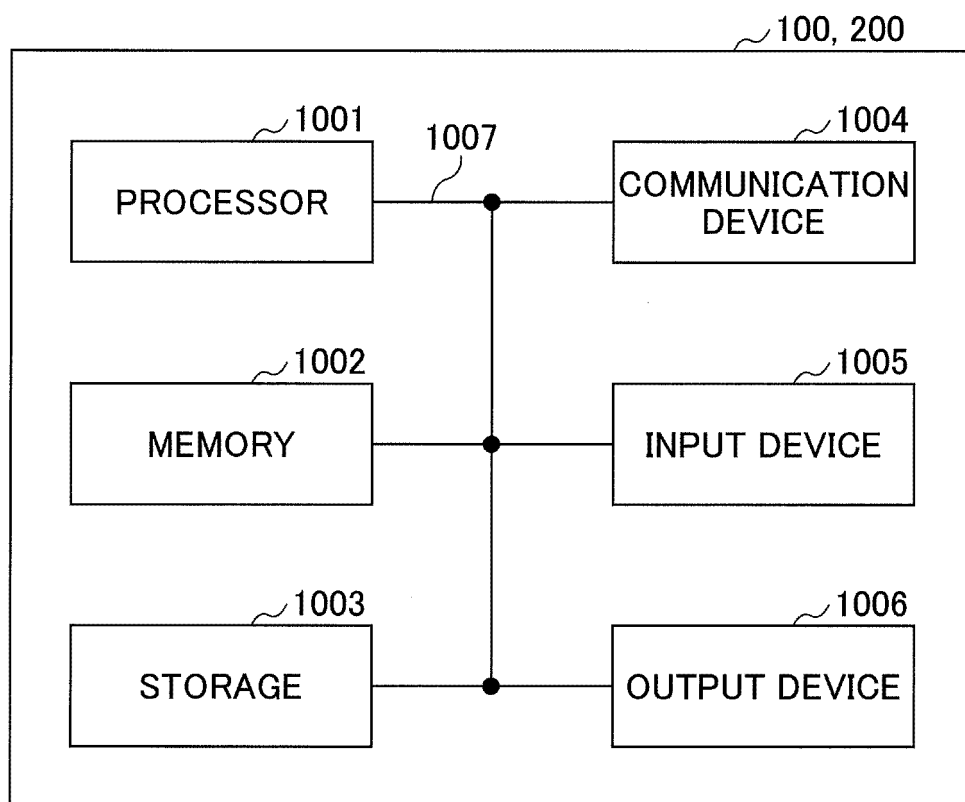 100, 200
1001
PROCESSOR
1007
1004
COMMUNICATION
DEVICE
1002
MEMORY
1005
INPUT DEVICE
1003
STORAGE
1006
OUTPUT DEVICE